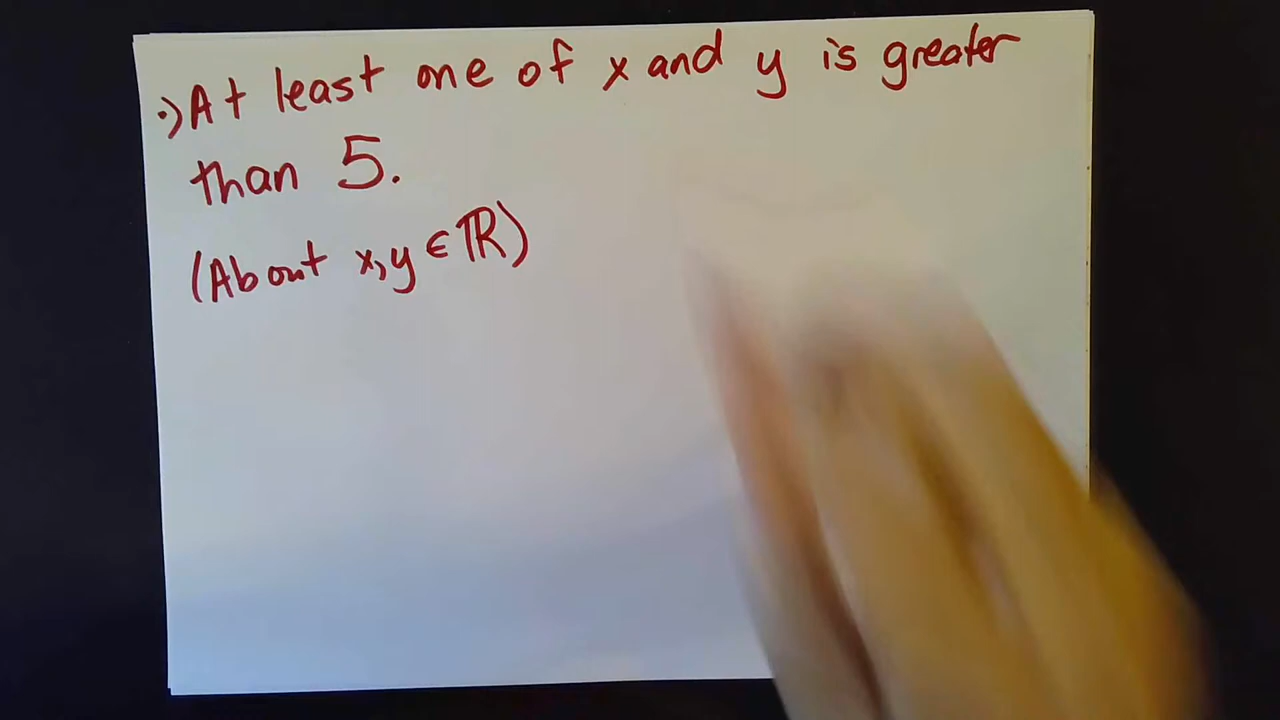 ·) At least one of x and y is greater
than 5.
(About x, y ∈ ℝ)